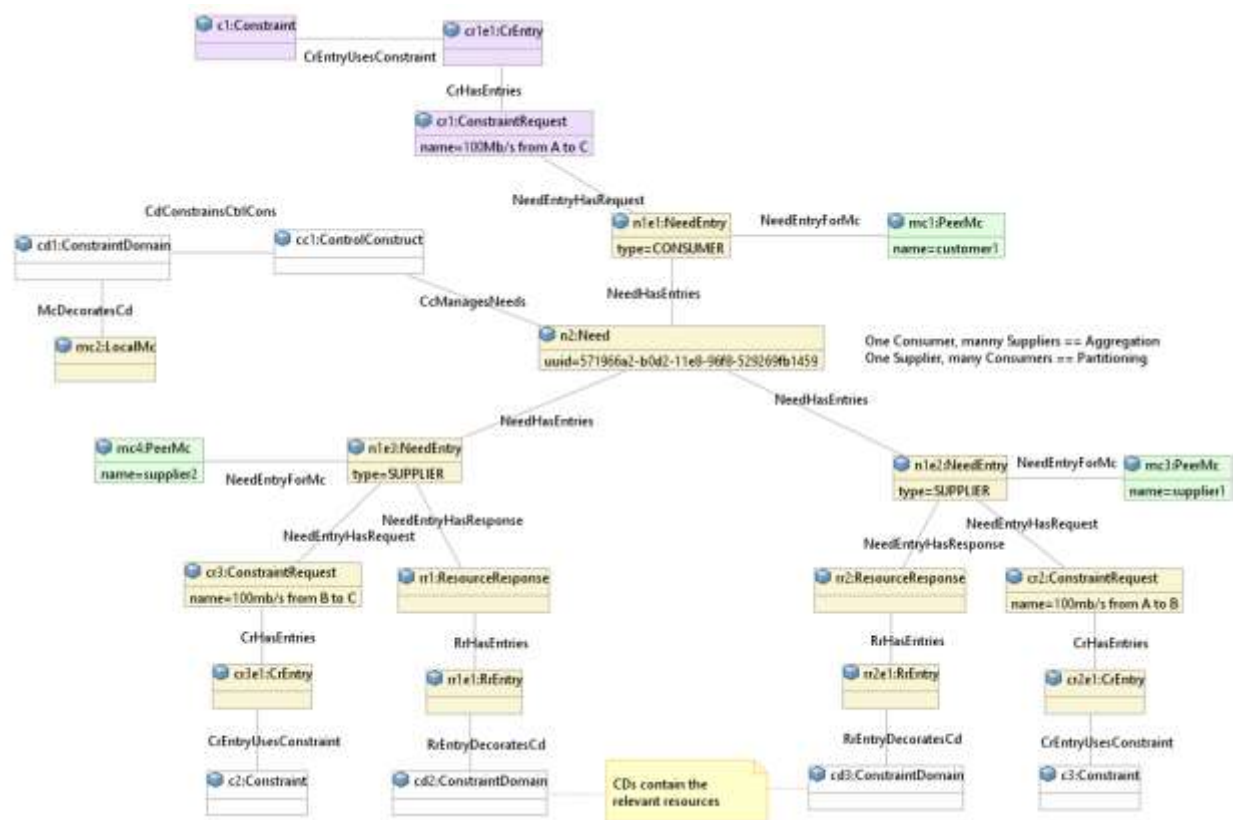 c1:Constraint
cr1e1:CrEntry
CrEntryUsesConstraint
CrHasEntries
cr1:ConstraintRequest
name=100Mb/s from A to C
NeedEntryHasRequest
CdConstrainsCtrlCons
n1e1:NeedEntry
type=CONSUMER
NeedEntryForMc
mc1:PeerMc
name=customer1
cd1:ConstraintDomain
cc1:ControlConstruct
McDecoratesCd
CcManagesNeeds
NeedHasEntries
mc2:LocalMc
n2:Need
uuid=571966a2-b0d2-11e8-96f8-529269fb1459
One Consumer, manny Suppliers == Aggregation
One Supplier, many Consumers == Partitioning
NeedHasEntries
NeedHasEntries
mc4:PeerMc
name=supplier2
NeedEntryForMc
n1e3:NeedEntry
type=SUPPLIER
n1e2:NeedEntry
type=SUPPLIER
NeedEntryForMc
mc3:PeerMc
name=supplier1
NeedEntryHasRequest
NeedEntryHasResponse
NeedEntryHasResponse
NeedEntryHasRequest
cr3:ConstraintRequest
name=100mb/s from B to C
rr1:ResourceResponse
rr2:ResourceResponse
cr2:ConstraintRequest
name=100mb/s from A to B
CrHasEntries
RrHasEntries
RrHasEntries
CrHasEntries
cr3e1:CrEntry
rr1e1:RrEntry
rr2e1:RrEntry
cr2e1:CrEntry
CrEntryUsesConstraint
RrEntryDecoratesCd
RrEntryDecoratesCd
CrEntryUsesConstraint
c2:Constraint
cd2:ConstraintDomain
CDs contain the
relevant resources
cd3:ConstraintDomain
c3:Constraint